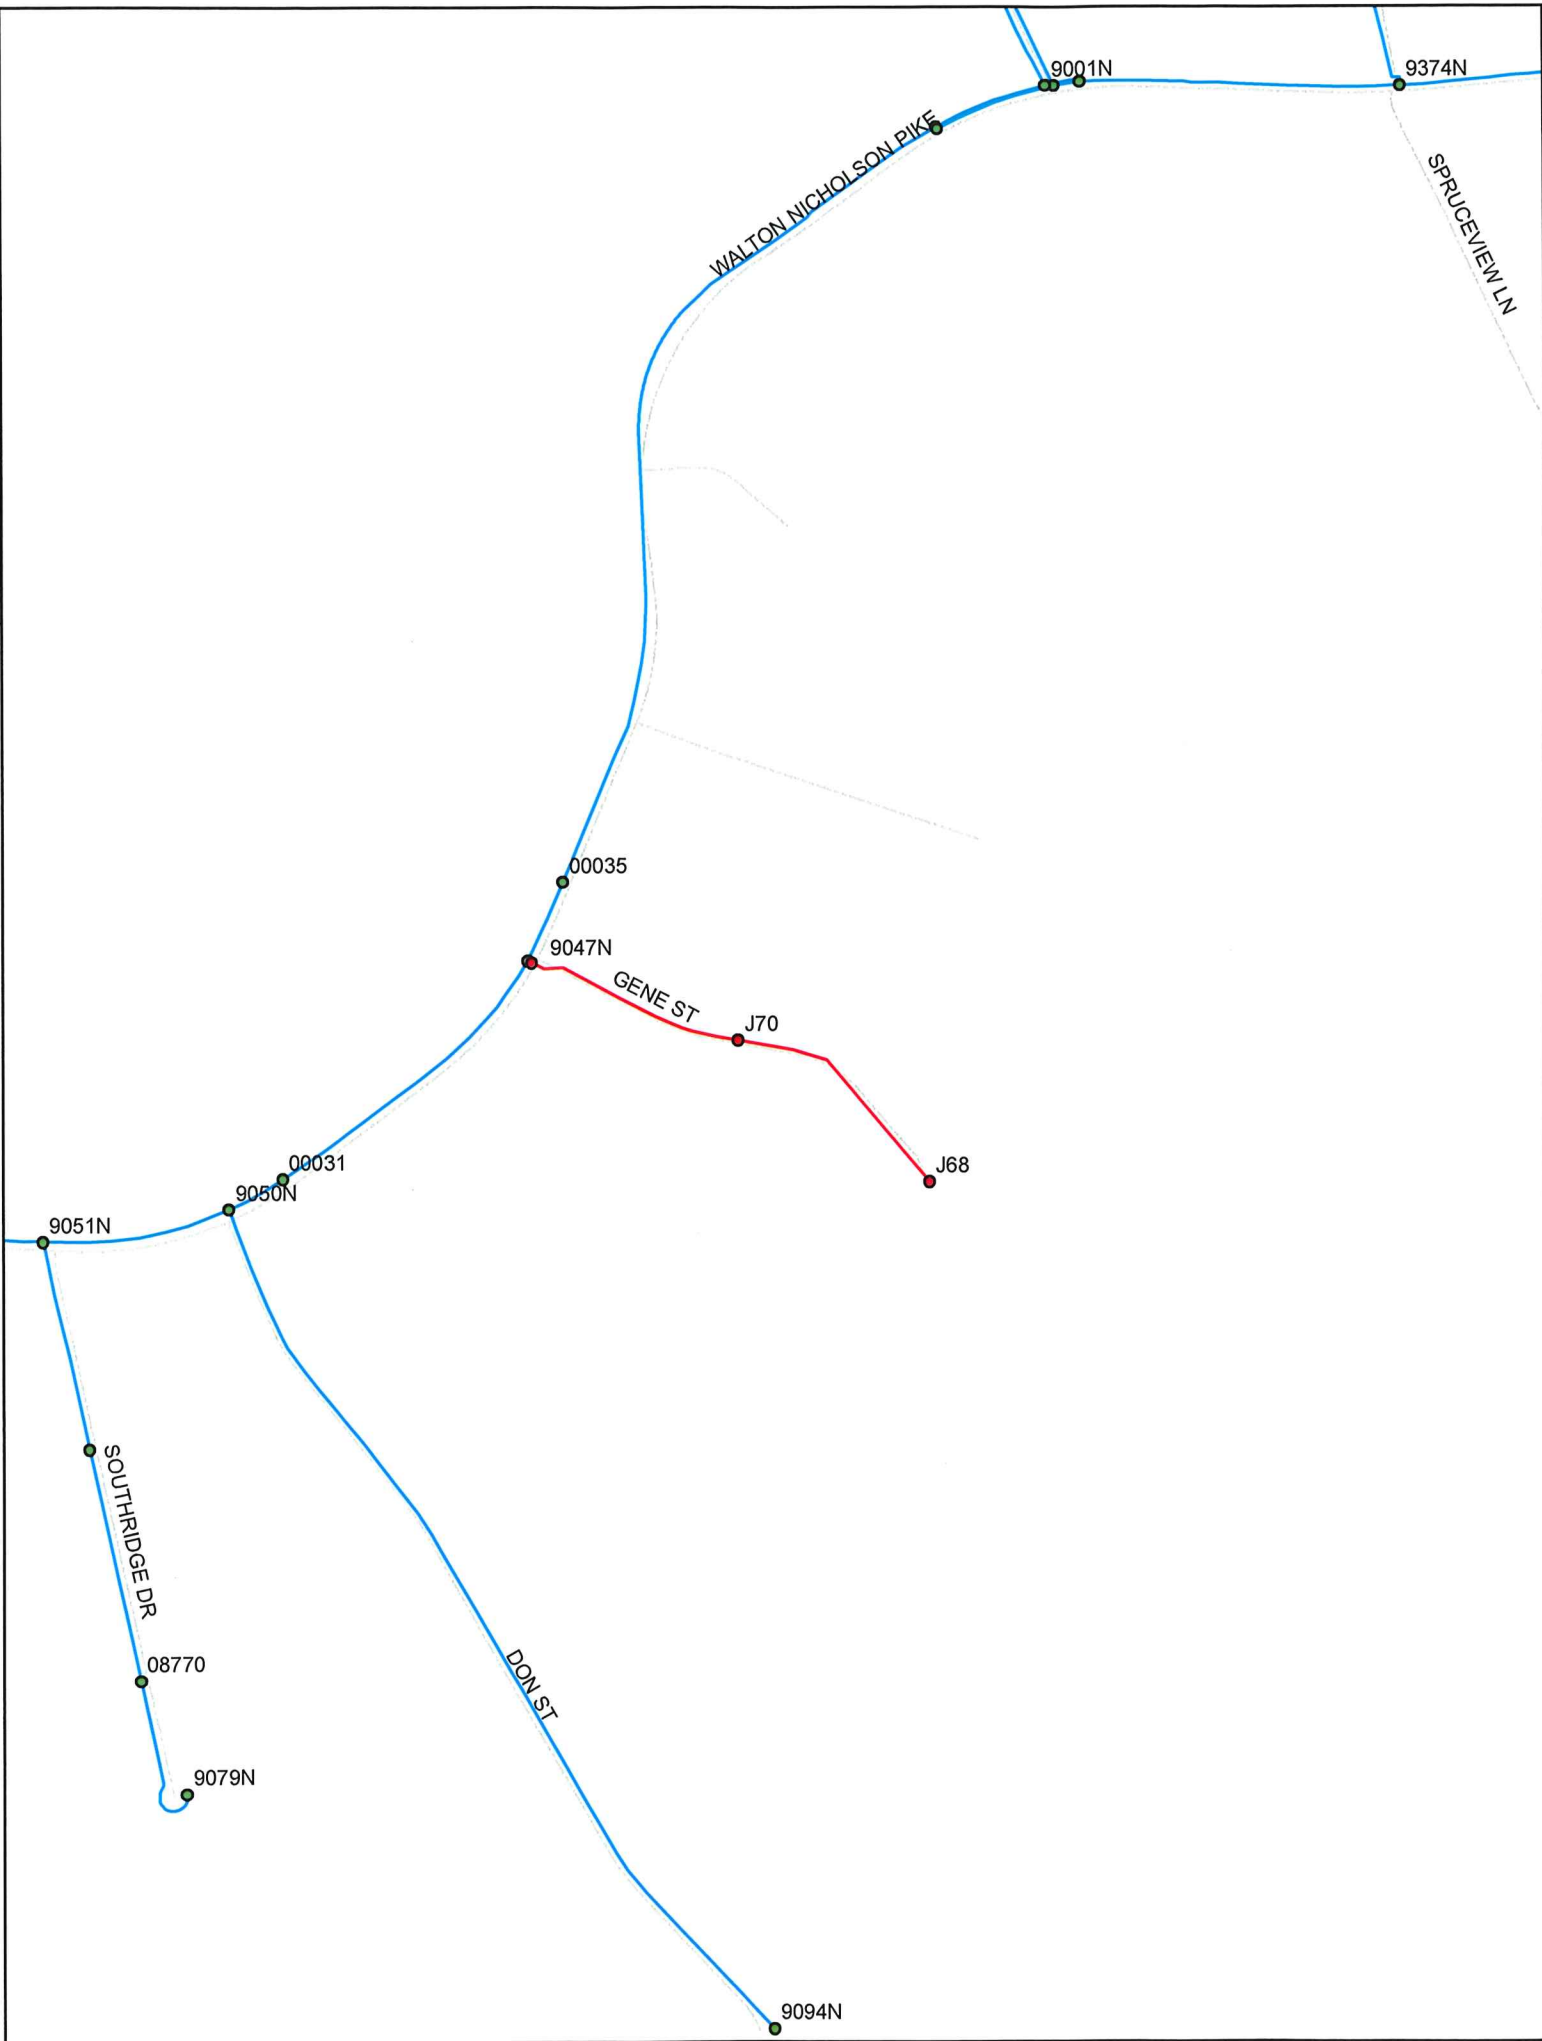 9001N
9374N
WALTON NICHOLSON PIKE
SPRUCEVIEW LN
00035
9047N
GENE ST
J70
J68
00031
9050N
9051N
SOUTHRIDGE DR
08770
DON ST
9079N
9094N